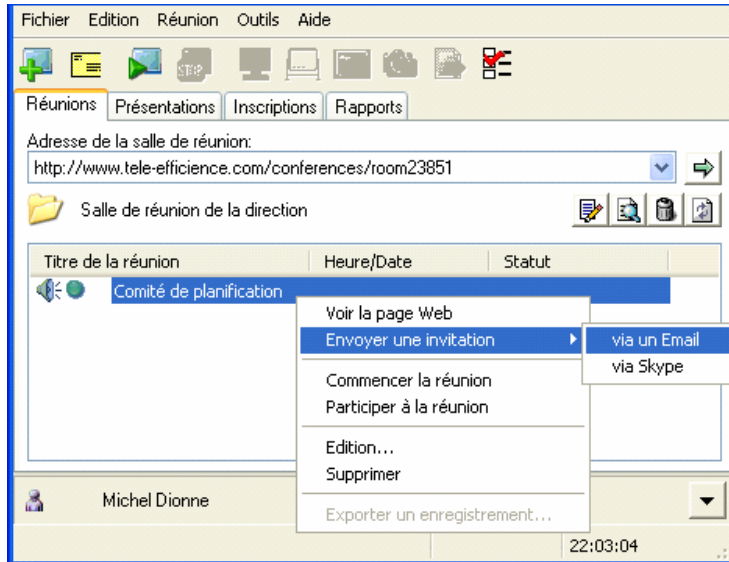 Fichier Edition Réunion Outils Aide
STOP
Réunions Présentations Inscriptions Rapports
Adresse de la salle de réunion:
http://www.tele-efficience.com/conferences/room23851
Salle de réunion de la direction
Titre de la réunion Heure/Date Statut
Comité de planification
Voir la page Web
Envoyer une invitation via un Email
via Skype
Commencer la réunion
Participer à la réunion
Edition...
Supprimer
Michel Dionne
Exporter un enregistrement...
22:03:04